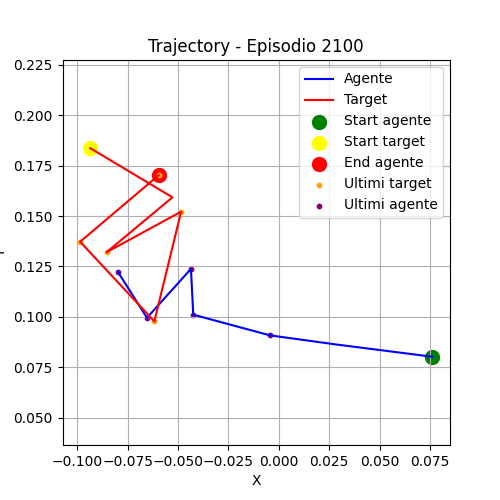 Trajectory - Episodio 2100
Agente
Target
Start agente
Start target
End agente
Ultimi target
Ultimi agente
0.225
0.200
0.175
0.150
0.125
0.100
0.075
0.050
−0.100 −0.075 −0.050 −0.025 0.000 0.025 0.050 0.075
X